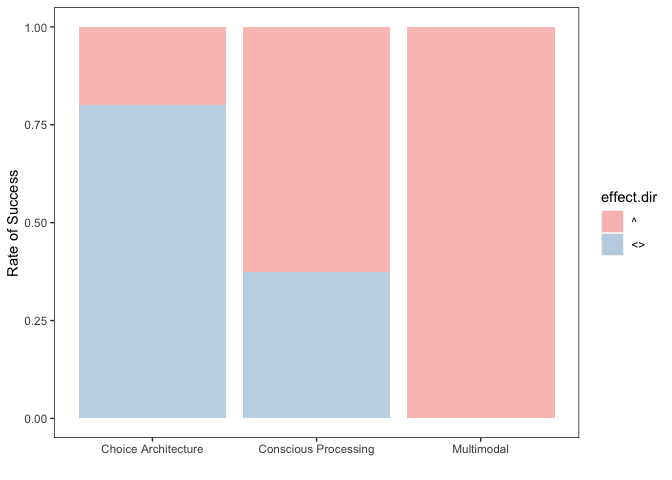 1.00
0.75
0.50
0.25
0.00
Rate of Success
Choice Architecture
Conscious Processing
Multimodal
effect.dir
^
<>